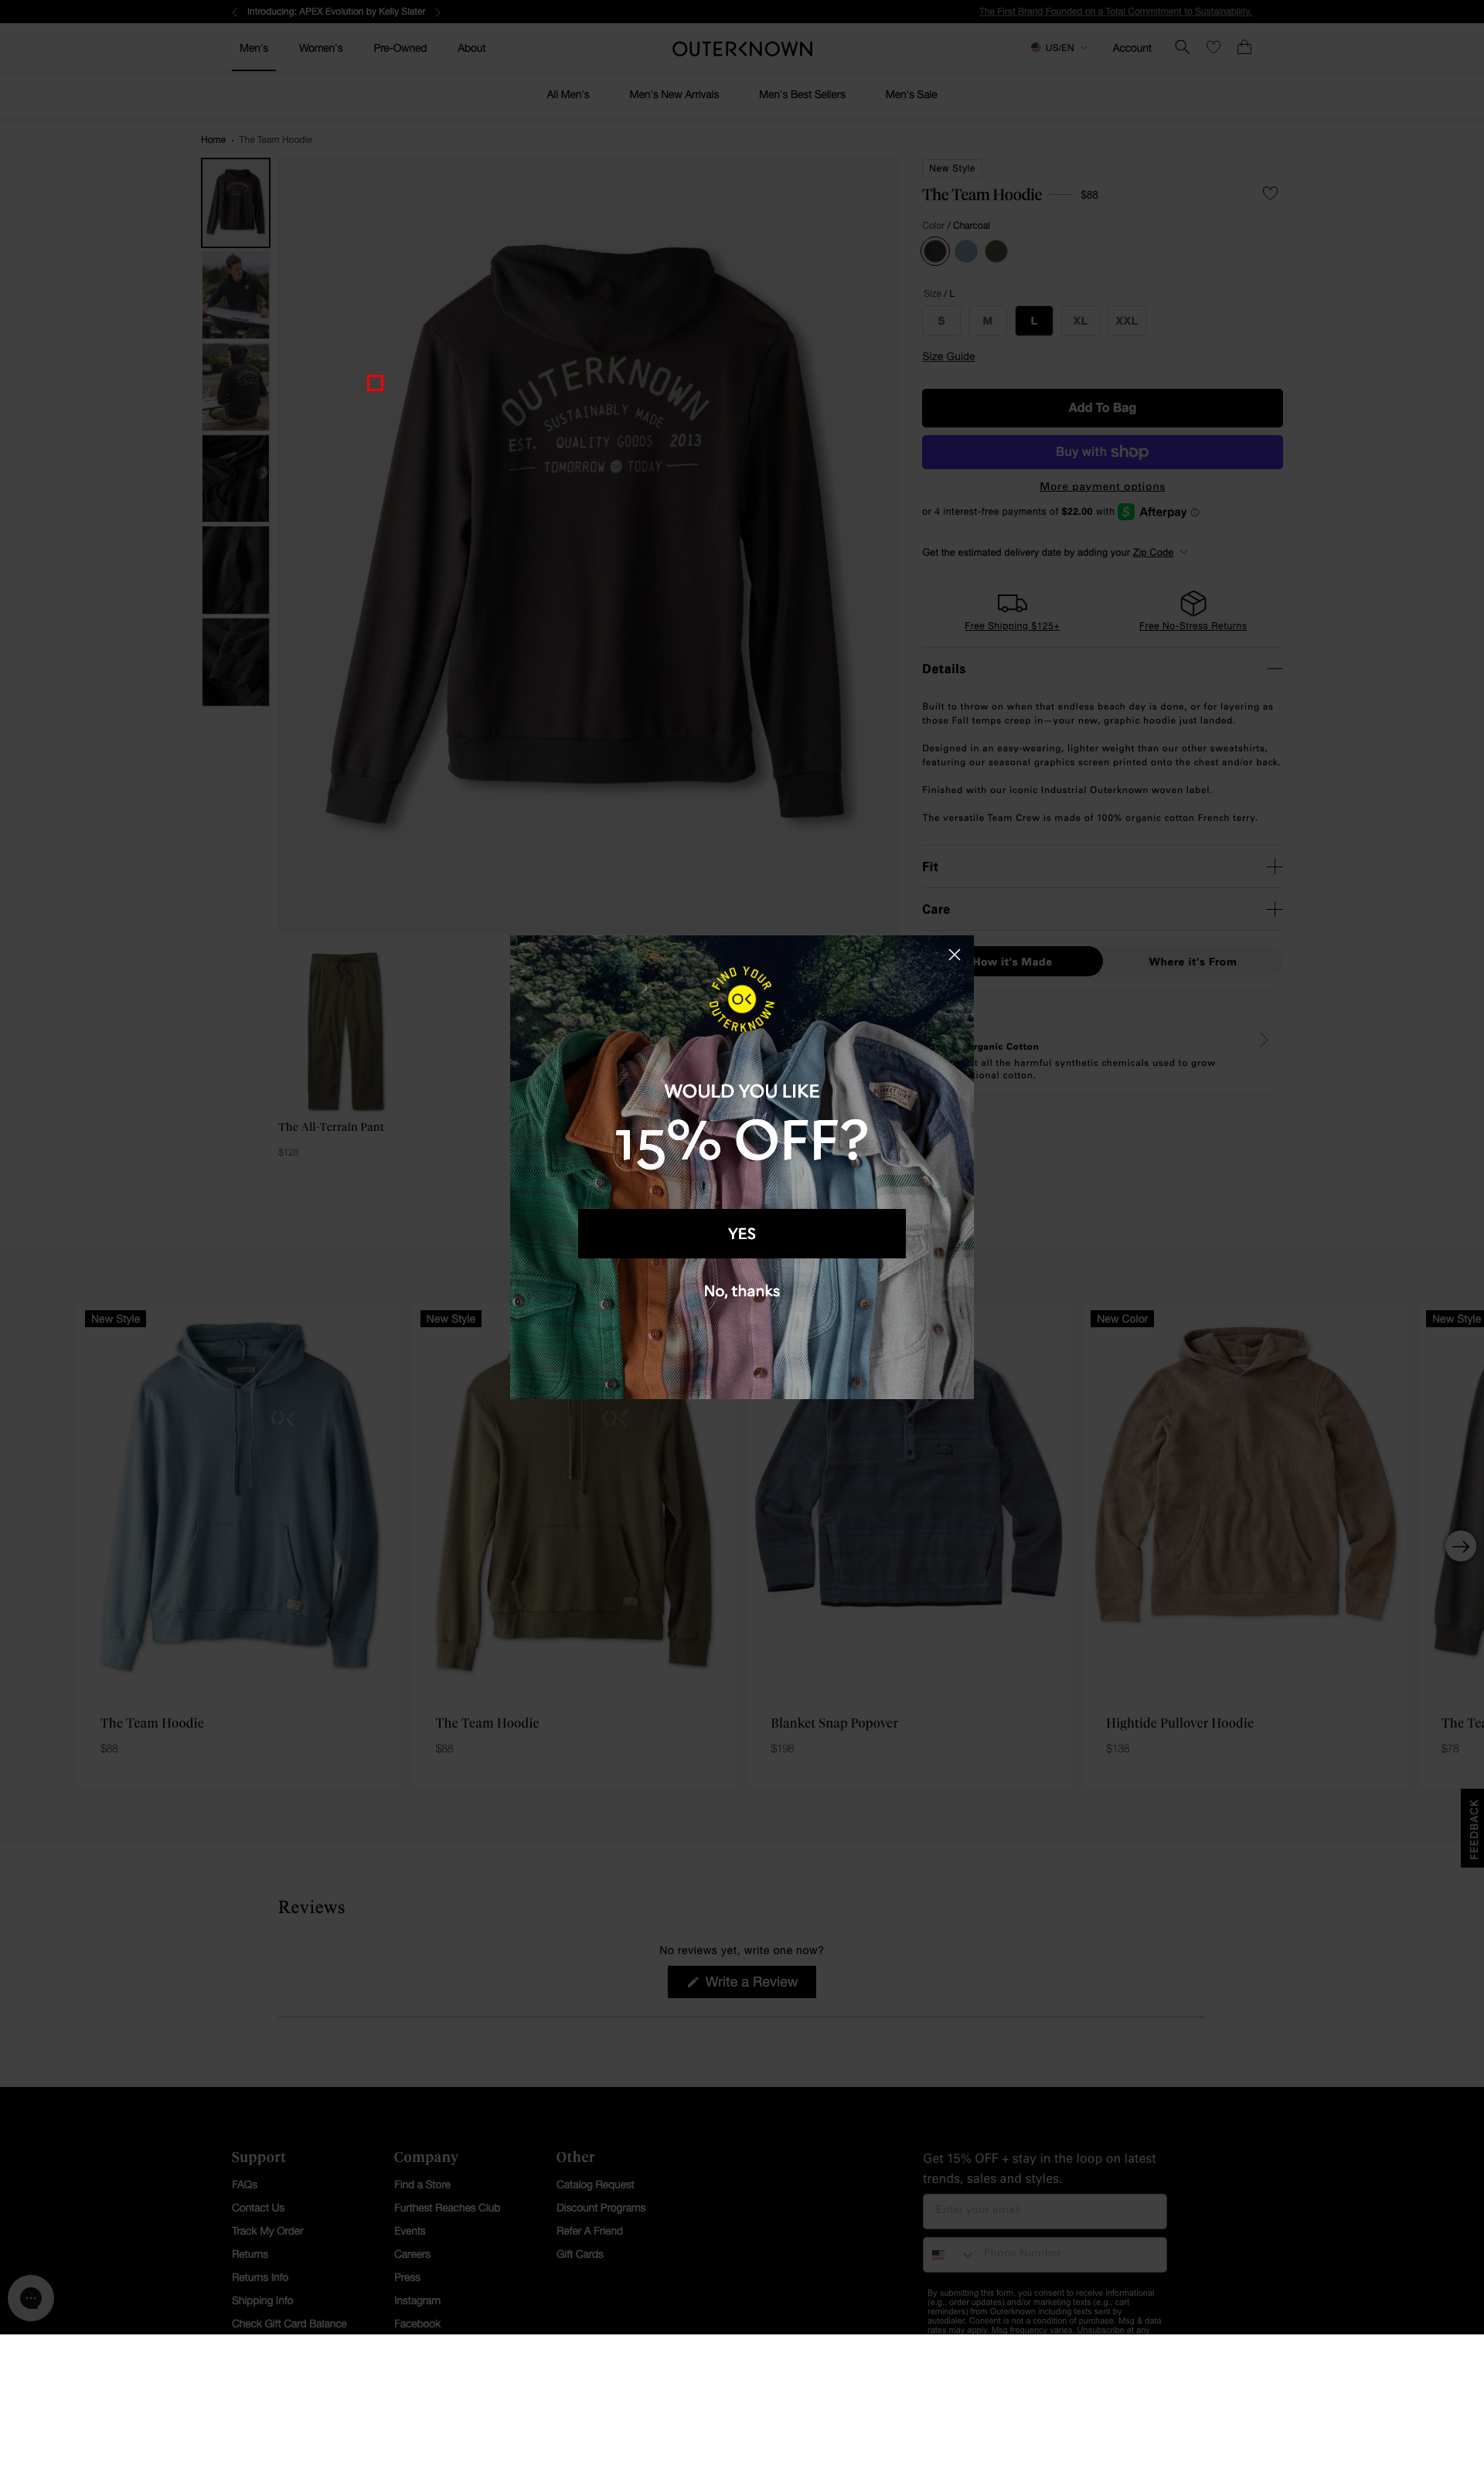 Introducing: APEX Evolution by Kelly Slater
The First Brand Founded on a Total Commitment to Sustainability.
Men's
Women's
Pre-Owned
About
OUTERKNOWN
US/EN
Account
All Men's
Men's New Arrivals
Men's Best Sellers
Men's Sale
Home · The Team Hoodie
New Style
The Team Hoodie
$88
Color / Charcoal
Size / L
S
M
L
XL
XXL
Size Guide
Add To Bag
Buy with shop
More payment options
or 4 interest-free payments of $22.00 with Afterpay
Get the estimated delivery date by adding your Zip Code
Free Shipping $125+
Free No-Stress Returns
Details
Built to throw on when that endless beach day is done, or for layering as
those Fall temps creep in—your new, graphic hoodie just landed.
Designed in an easy-wearing, lighter weight than our other sweatshirts,
featuring our seasonal graphics screen printed onto the chest and/or back.
Finished with our iconic Industrial Outerknown woven label.
The versatile Team Crew is made of 100% organic cotton French terry.
Fit
Care
How it's Made
Where it's From
rganic Cotton
t all the harmful synthetic chemicals used to grow
ional cotton.
OUTERKNOWN
SUSTAINABLY MADE
EST. QUALITY GOODS 2013
TOMORROW TODAY
The All-Terrain Pant
$128
FIND YOUR
OK
OUTERKNOWN
WOULD YOU LIKE
15% OFF?
YES
No, thanks
New Style
New Style
New Color
New Style
The Team Hoodie
$88
The Team Hoodie
$88
Blanket Snap Popover
$198
Hightide Pullover Hoodie
$138
The Tea
$78
FEEDBACK
Reviews
No reviews yet, write one now?
Write a Review
Support
FAQs
Contact Us
Track My Order
Returns
Returns Info
Shipping Info
Check Gift Card Balance
Company
Find a Store
Furthest Reaches Club
Events
Careers
Press
Instagram
Facebook
Other
Catalog Request
Discount Programs
Refer A Friend
Gift Cards
Get 15% OFF + stay in the loop on latest
trends, sales and styles.
Enter your email
Phone Number
By submitting this form, you consent to receive informational
(e.g., order updates) and/or marketing texts (e.g., cart
reminders) from Outerknown including texts sent by
autodialer. Consent is not a condition of purchase. Msg & data
rates may apply. Msg frequency varies. Unsubscribe at any